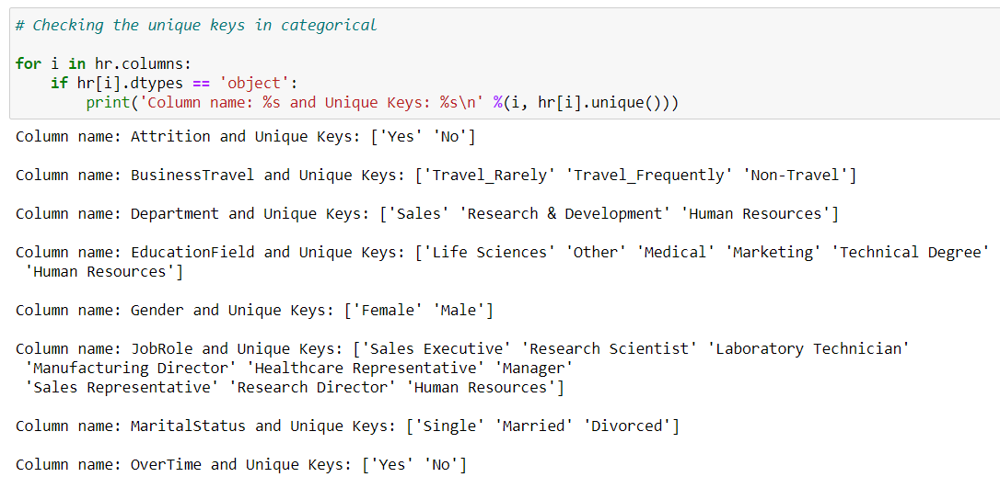 # Checking the unique keys in categorical
for i in hr.columns:
    if hr[i].dtypes == 'object':
        print('Column name: %s and Unique Keys: %s\n' %(i, hr[i].unique()))
Column name: Attrition and Unique Keys: ['Yes' 'No']
Column name: BusinessTravel and Unique Keys: ['Travel_Rarely' 'Travel_Frequently' 'Non-Travel']
Column name: Department and Unique Keys: ['Sales' 'Research & Development' 'Human Resources']
Column name: EducationField and Unique Keys: ['Life Sciences' 'Other' 'Medical' 'Marketing' 'Technical Degree'
 'Human Resources']
Column name: Gender and Unique Keys: ['Female' 'Male']
Column name: JobRole and Unique Keys: ['Sales Executive' 'Research Scientist' 'Laboratory Technician'
 'Manufacturing Director' 'Healthcare Representative' 'Manager'
 'Sales Representative' 'Research Director' 'Human Resources']
Column name: MaritalStatus and Unique Keys: ['Single' 'Married' 'Divorced']
Column name: OverTime and Unique Keys: ['Yes' 'No']